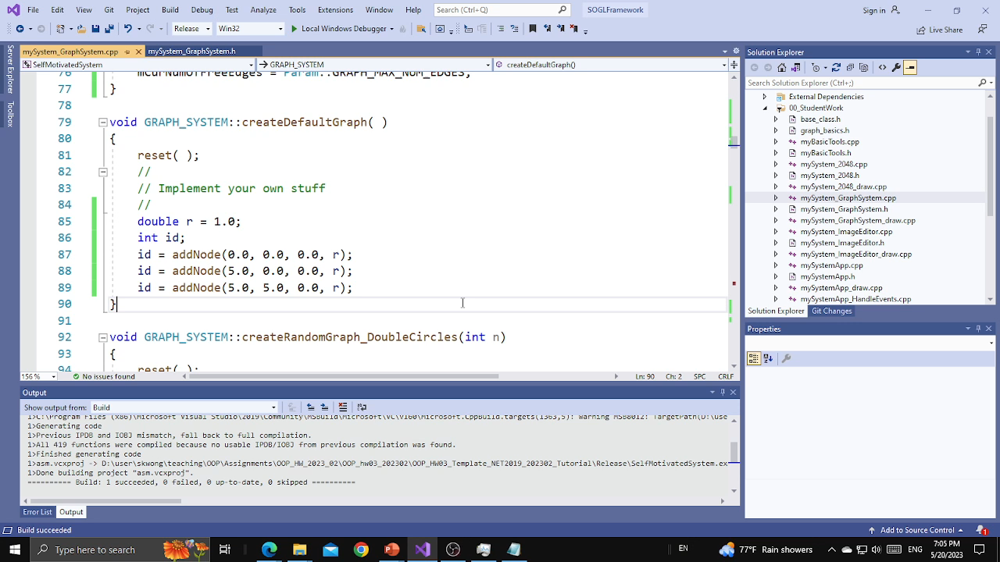 File Edit View Git Project Build Debug Test Analyze Tools Extensions Window Help Search (Ctrl+Q) SOGLFramework Sign in
Release Win32 Local Windows Debugger Live Share
mySystem_GraphSystem.cpp mySystem_GraphSystem.h
SelfMotivatedSystem GRAPH_SYSTEM createDefaultGraph()
Server Explorer
Toolbox
76 mCurNumOfFreeEdges = Param::GRAPH_MAX_NUM_EDGES;
77 }
78
79 void GRAPH_SYSTEM::createDefaultGraph( )
80 {
81 reset( );
82 //
83 // Implement your own stuff
84 //
85 double r = 1.0;
86 int id;
87 id = addNode(0.0, 0.0, 0.0, r);
88 id = addNode(5.0, 0.0, 0.0, r);
89 id = addNode(5.0, 5.0, 0.0, r);
90 }
91
92 void GRAPH_SYSTEM::createRandomGraph_DoubleCircles(int n)
93 {
94 reset( );
156 % No issues found Ln: 90 Ch: 2 SPC CRLF
Solution Explorer
Search Solution Explorer (Ctrl+;)
External Dependencies
00_StudentWork
base_class.h
graph_basics.h
myBasicTools.cpp
myBasicTools.h
mySystem_2048.cpp
mySystem_2048.h
mySystem_2048_draw.cpp
mySystem_GraphSystem.cpp
mySystem_GraphSystem.h
mySystem_GraphSystem_draw.cpp
mySystem_ImageEditor.cpp
mySystem_ImageEditor.h
mySystem_ImageEditor_draw.cpp
mySystemApp.cpp
mySystemApp.h
mySystemApp_HandleEvents.cpp
Solution Explorer Git Changes
Properties
Output
Show output from: Build
1>C:\Program Files (x86)\Microsoft Visual Studio\2019\Community\MSBuild\Microsoft\VC\v160\Microsoft.CppBuild.targets(1363,5): warning MSB8012: TargetPath(D:\use
1>Generating code
1>Previous IPDB and IOBJ mismatch, fall back to full compilation.
1>All 419 functions were compiled because no usable IPDB/IOBJ from previous compilation was found.
1>Finished generating code
1>asm.vcxproj -> D:\user\skwong\teaching\OOP\Assignments\OOP_HW_2023_02\OOP_hw03_202302\OOP_HW03_Template_NET2019_202302_Tutorial\Release\SelfMotivatedSystem.ex
1>Done building project "asm.vcxproj".
========== Build: 1 succeeded, 0 failed, 0 up-to-date, 0 skipped ==========
Error List Output
Build succeeded Add to Source Control 1
Type here to search EN 77°F Rain showers ENG 7:05 PM
5/20/2023